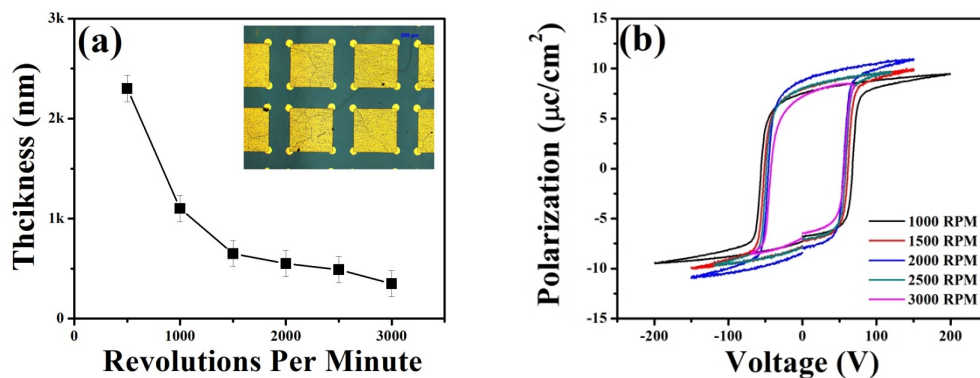 (a)
3k
2k
1k
0
Thcikness (nm)
0 1000 2000 3000
Revolutions Per Minute
(b)
15
10
5
0
-5
-10
-15
Polarization (μc/cm²)
1000 RPM
1500 RPM
2000 RPM
2500 RPM
3000 RPM
-200 -100 0 100 200
Voltage (V)